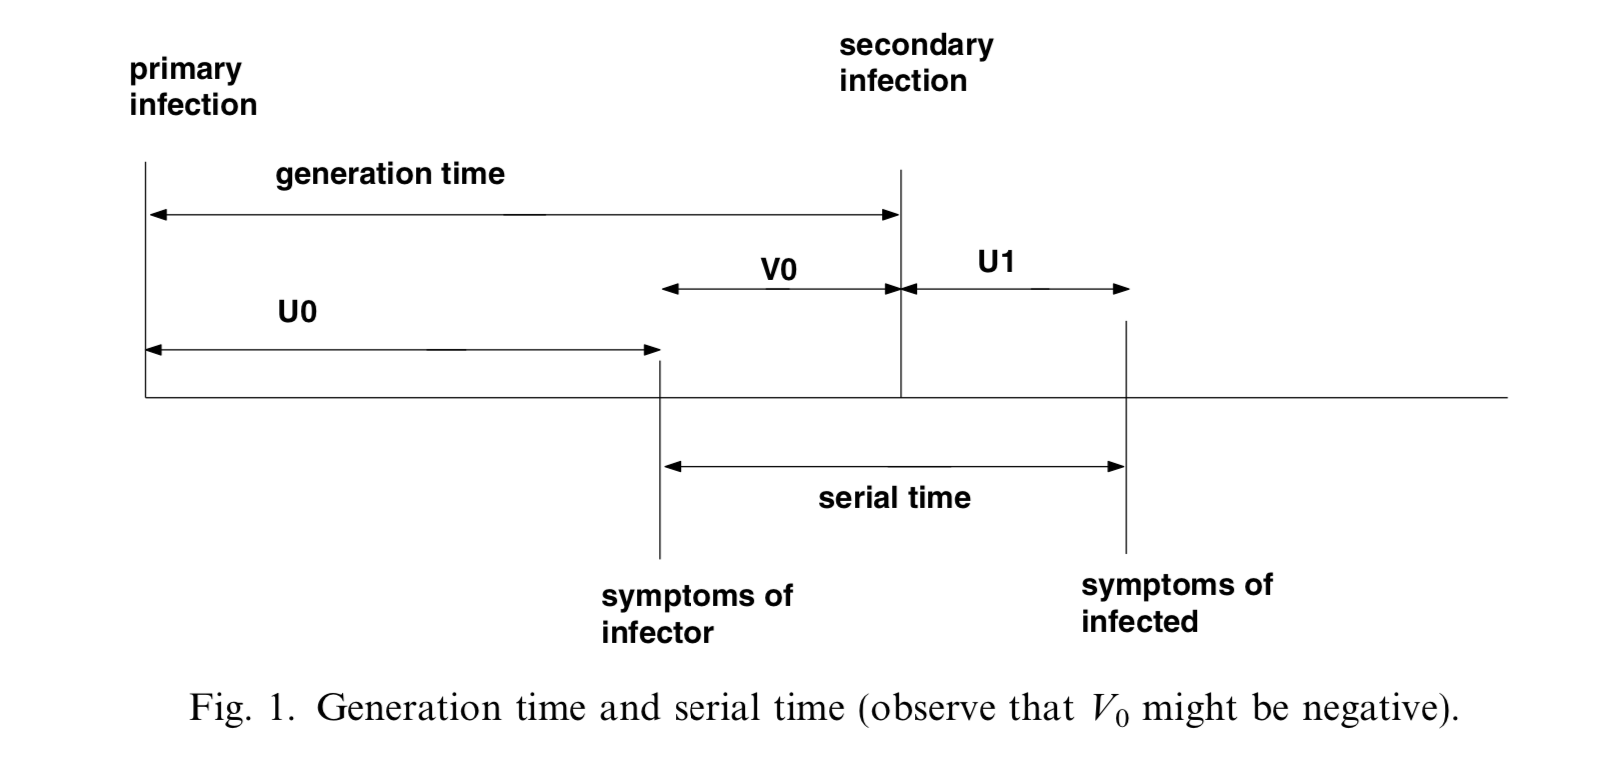 primary
infection
secondary
infection
generation time
V0
U1
U0
serial time
symptoms of
infector
symptoms of
infected
Fig. 1. Generation time and serial time (observe that V₀ might be negative).